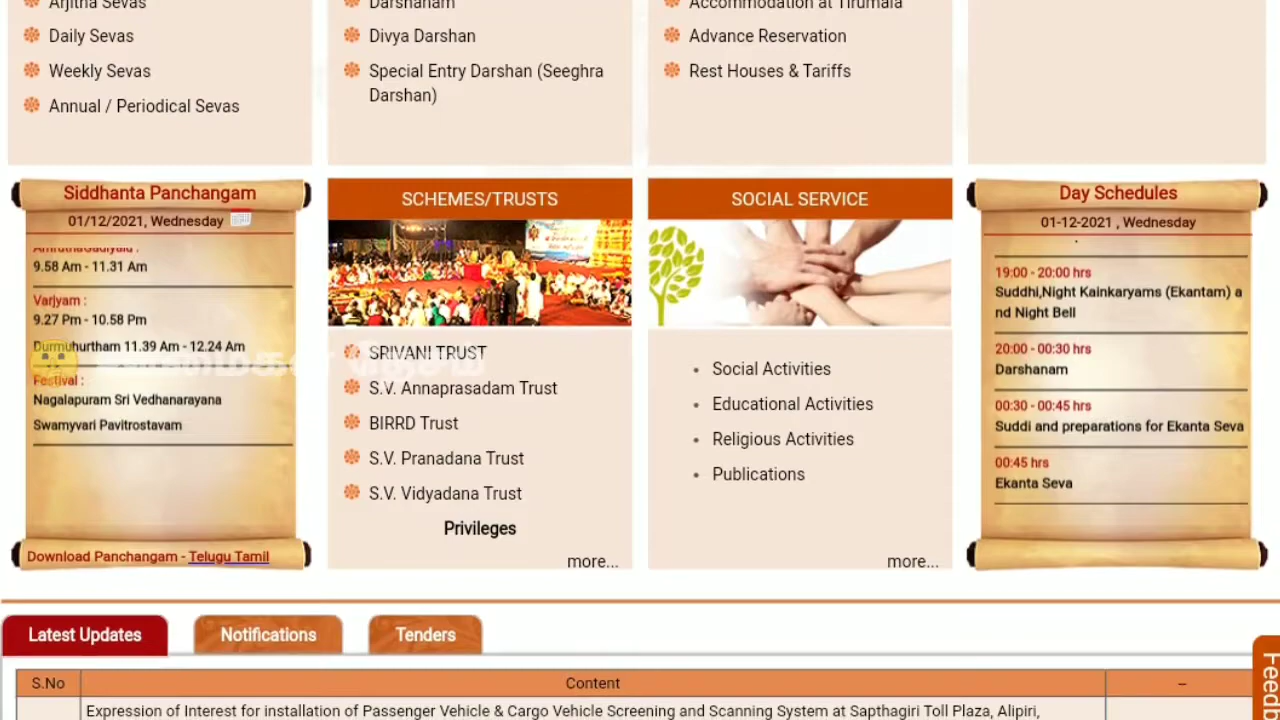 Arjitha Sevas
Daily Sevas
Weekly Sevas
Annual / Periodical Sevas
Darshanam
Divya Darshan
Special Entry Darshan (Seeghra
Darshan)
Accommodation at Tirumala
Advance Reservation
Rest Houses & Tariffs
Siddhanta Panchangam
01/12/2021, Wednesday
AmruthaGadiyalu :
9.58 Am - 11.31 Am
Varjyam :
9.27 Pm - 10.58 Pm
Durmuhurtham 11.39 Am - 12.24 Am
Festival :
Nagalapuram Sri Vedhanarayana
Swamyvari Pavitrostavam
Download Panchangam - Telugu Tamil
SCHEMES/TRUSTS
SRIVANI TRUST
S.V. Annaprasadam Trust
BIRRD Trust
S.V. Pranadana Trust
S.V. Vidyadana Trust
Privileges
more...
SOCIAL SERVICE
• Social Activities
• Educational Activities
• Religious Activities
• Publications
more...
Day Schedules
01-12-2021 , Wednesday
19:00 - 20:00 hrs
Suddhi,Night Kainkaryams (Ekantam) a
nd Night Bell
20:00 - 00:30 hrs
Darshanam
00:30 - 00:45 hrs
Suddi and preparations for Ekanta Seva
00:45 hrs
Ekanta Seva
Latest Updates
Notifications
Tenders
Feedb
S.No
Content
--
Expression of Interest for installation of Passenger Vehicle & Cargo Vehicle Screening and Scanning System at Sapthagiri Toll Plaza, Alipiri,